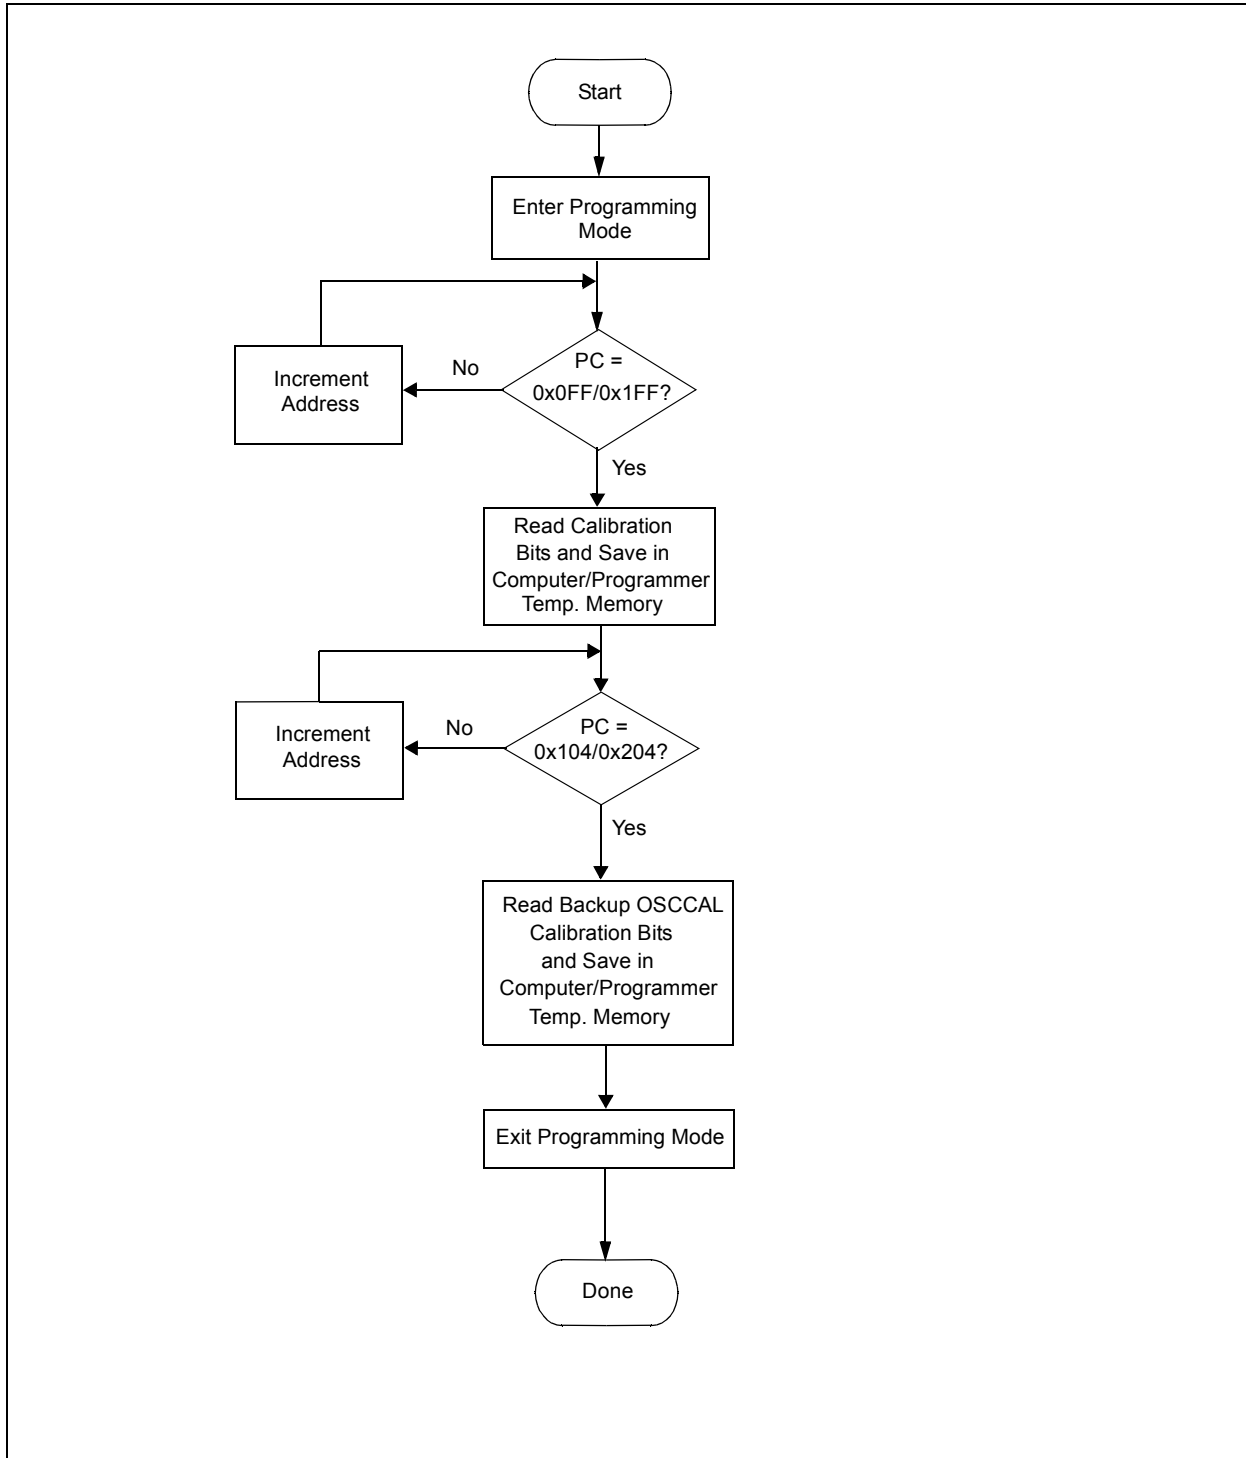 Start
Enter Programming
Mode
PC =
0x0FF/0x1FF?
No
Increment
Address
Yes
Read Calibration
Bits and Save in
Computer/Programmer
Temp. Memory
PC =
0x104/0x204?
No
Increment
Address
Yes
Read Backup OSCCAL
Calibration Bits
and Save in
Computer/Programmer
Temp. Memory
Exit Programming Mode
Done